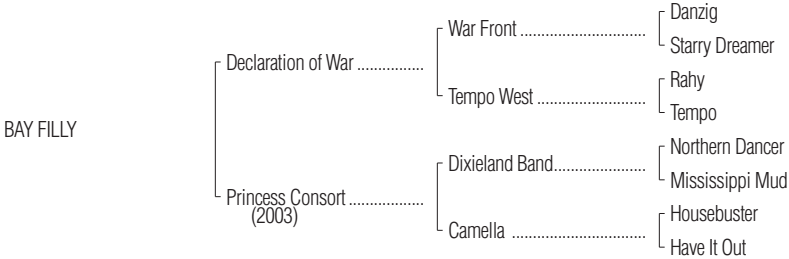 Danzig
War Front ................................
Starry Dreamer
Declaration of War ................
Rahy
Tempo West ...........................
Tempo
BAY FILLY
Northern Dancer
Dixieland Band.......................
Mississippi Mud
Princess Consort ..................
(2003)
Housebuster
Camella .................................
Have It Out